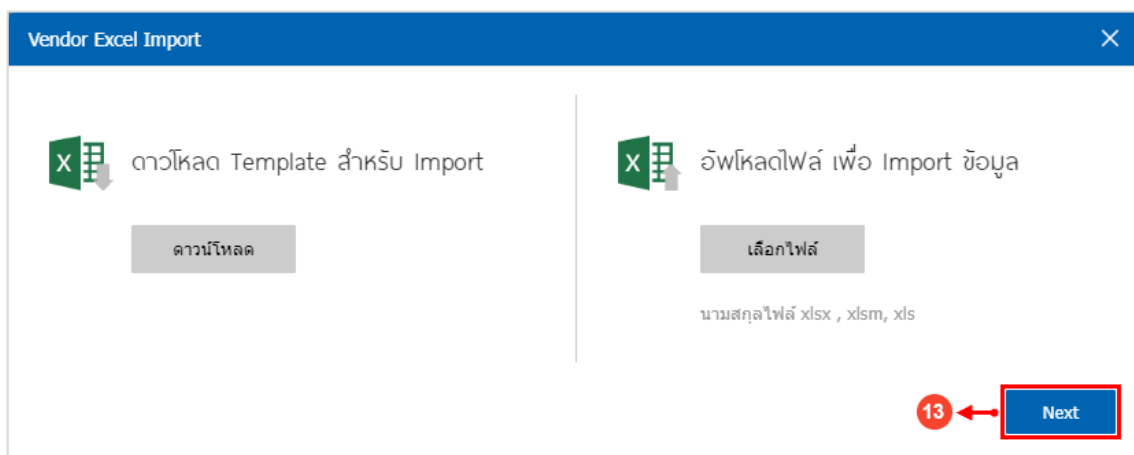 Vendor Excel Import
ดาวโหลด Template สำหรับ Import
ดาวน์โหลด
อัพโหลดไฟล์ เพื่อ Import ข้อมูล
เลือกไฟล์
นามสกุลไฟล์ xlsx , xlsm, xls
13
Next